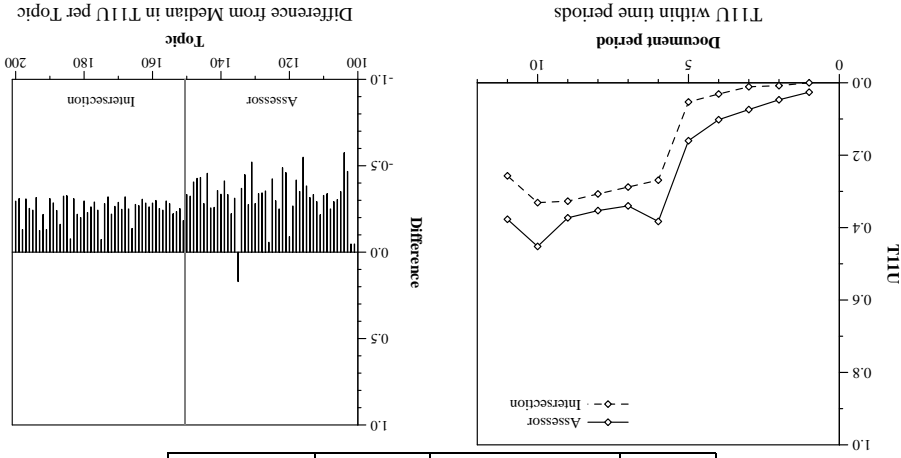 1.0
0.8
0.6
0.4
0.2
0.0
T11U
Assessor
Intersection
0 5 10
Document period
T11U within time periods
1.0
0.5
0.0
-0.5
-1.0
Difference
Assessor Intersection
100 120 140 160 180 200
Topic
Difference from Median in T11U per Topic